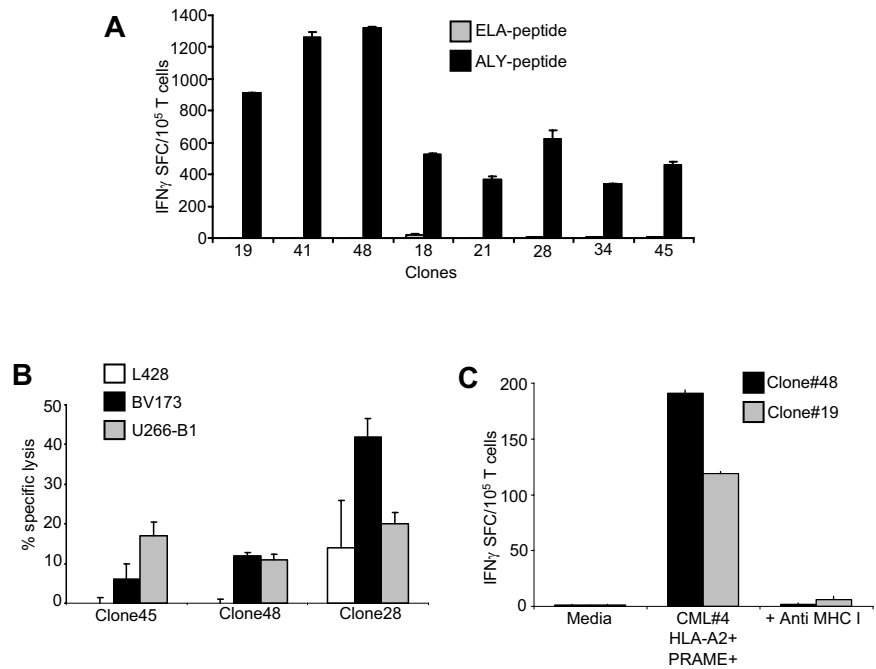 A
ELA-peptide
ALY-peptide
IFNγ SFC/10⁵ T cells
1400
1200
1000
800
600
400
200
0
19 41 48 18 21 28 34 45
Clones
B
L428
BV173
U266-B1
% specific lysis
50
40
30
20
10
0
Clone45 Clone48 Clone28
C
Clone#48
Clone#19
IFNγ SFC/10⁵ T cells
200
150
100
50
0
Media CML#4 + Anti MHC I
HLA-A2+
PRAME+